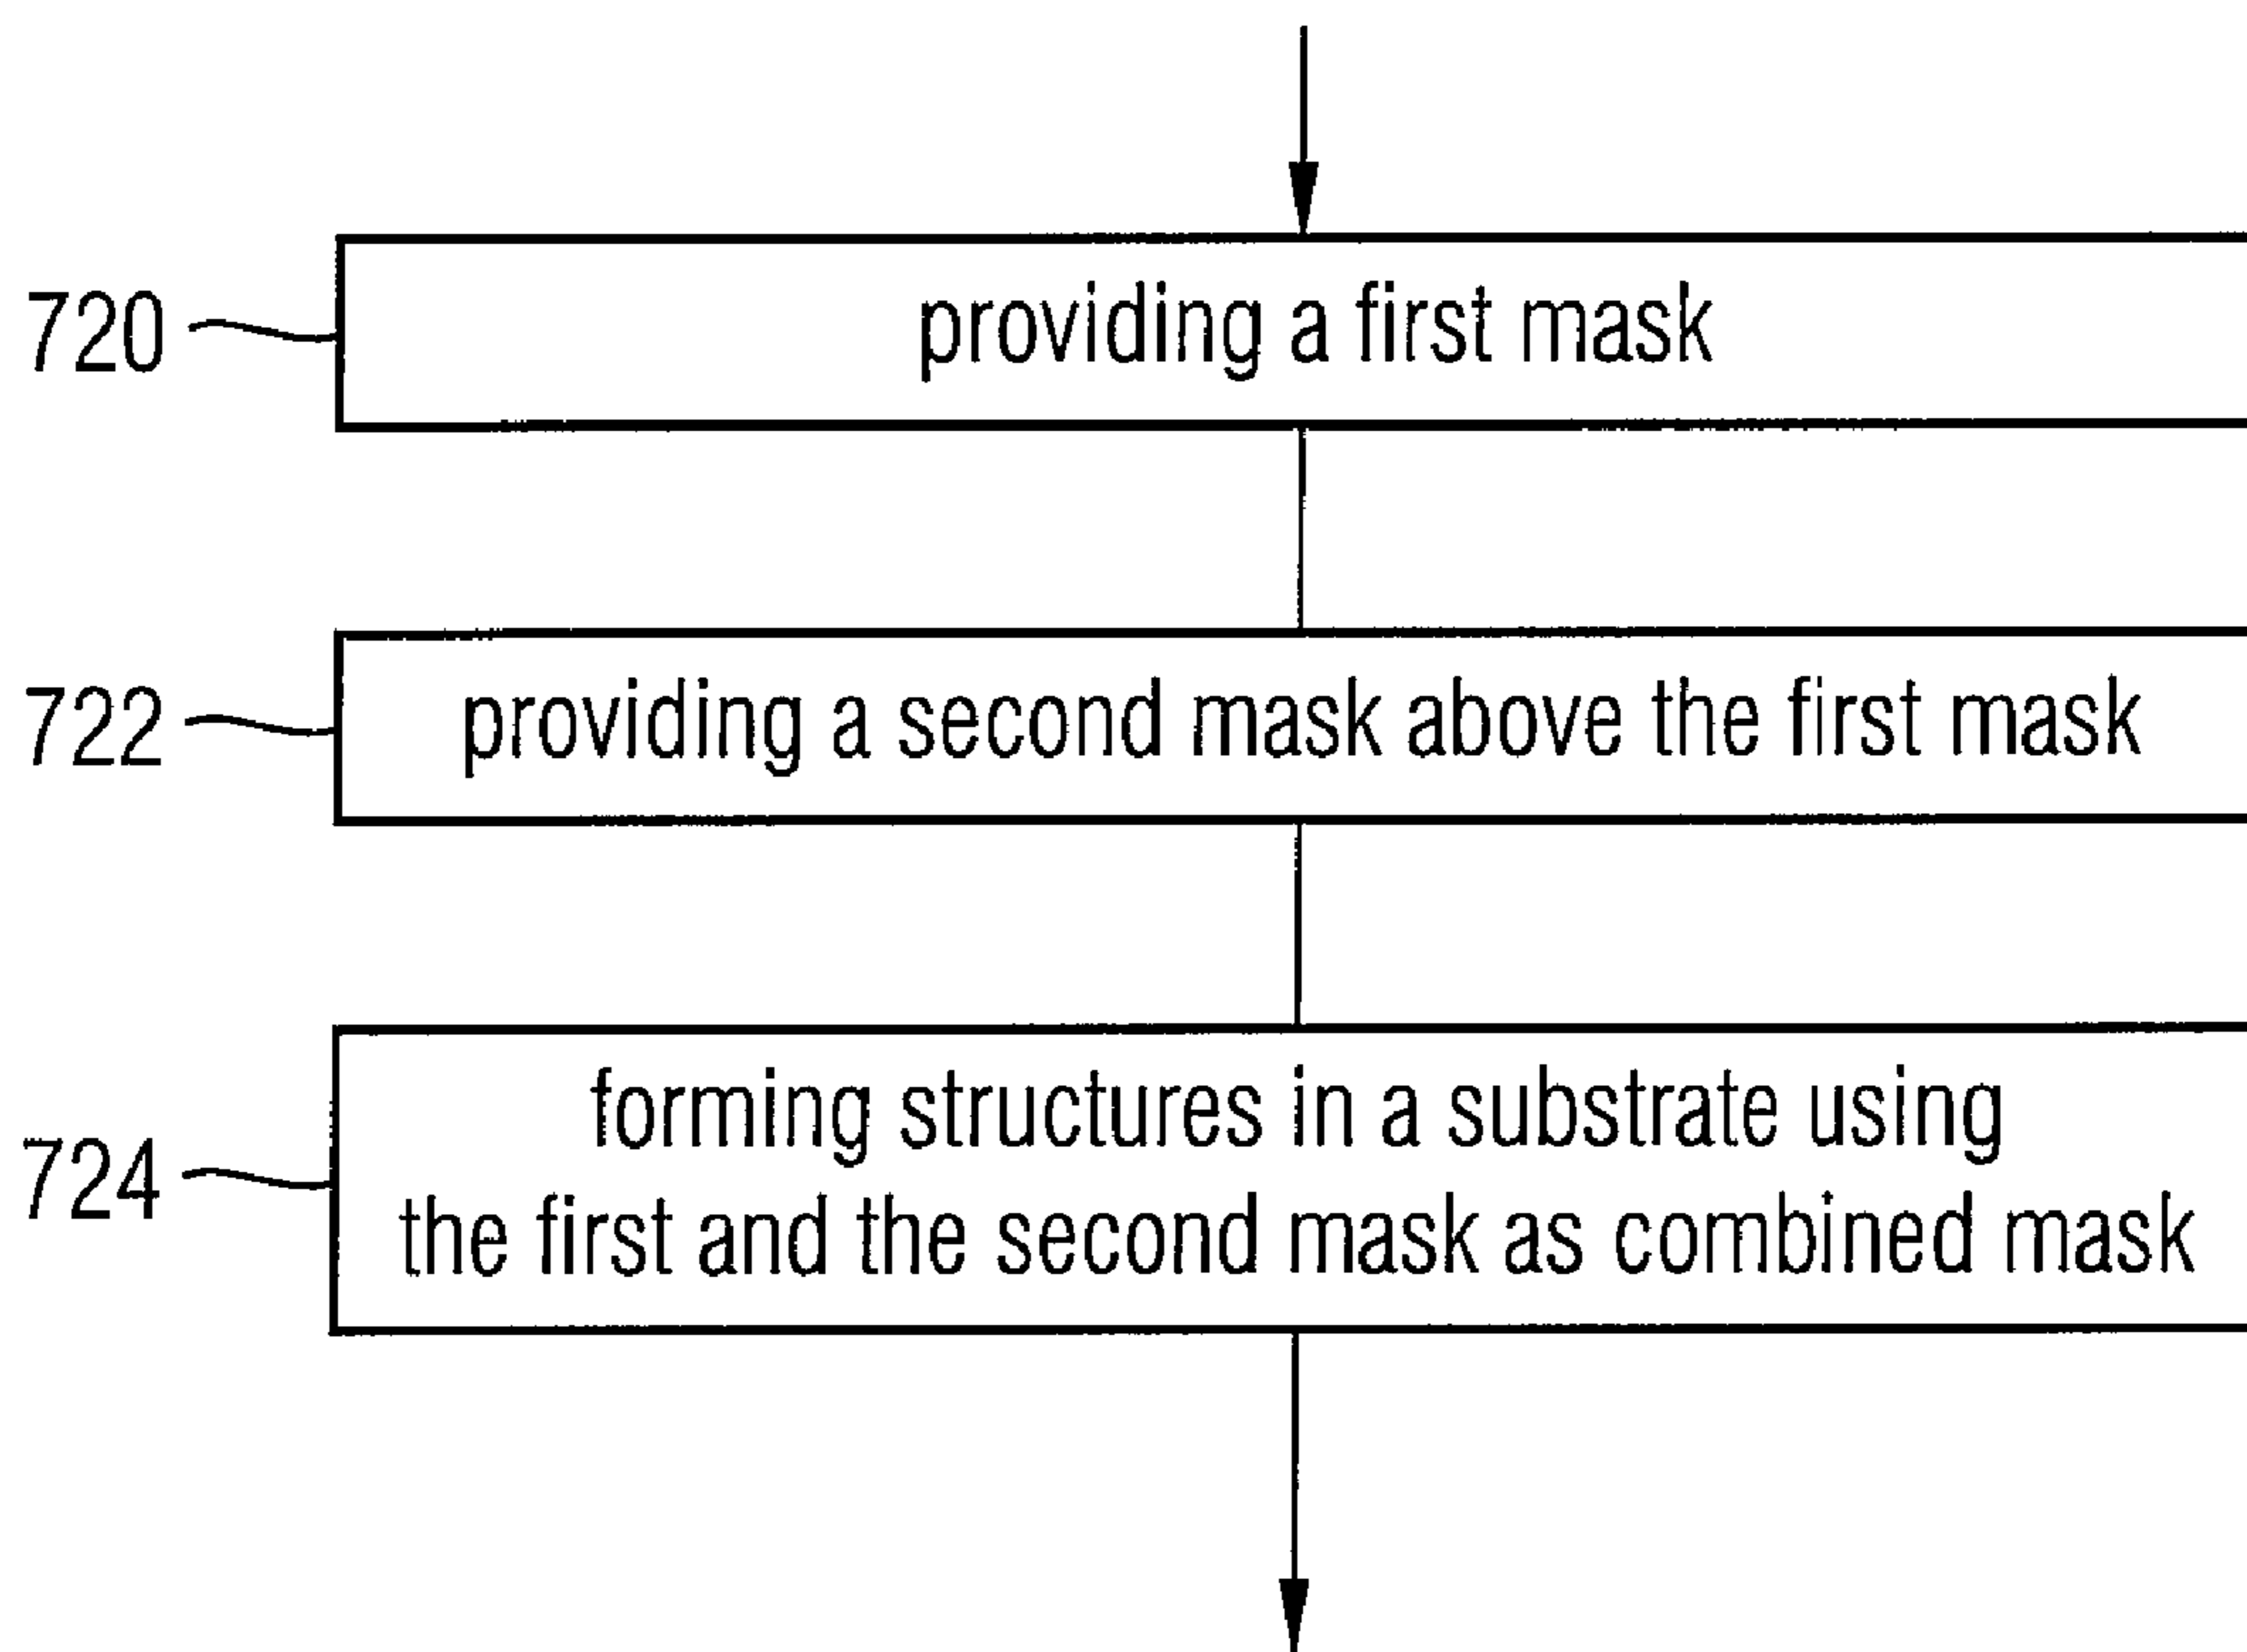 720
providing a first mask
722
providing a second mask above the first mask
724
forming structures in a substrate using
the first and the second mask as combined mask